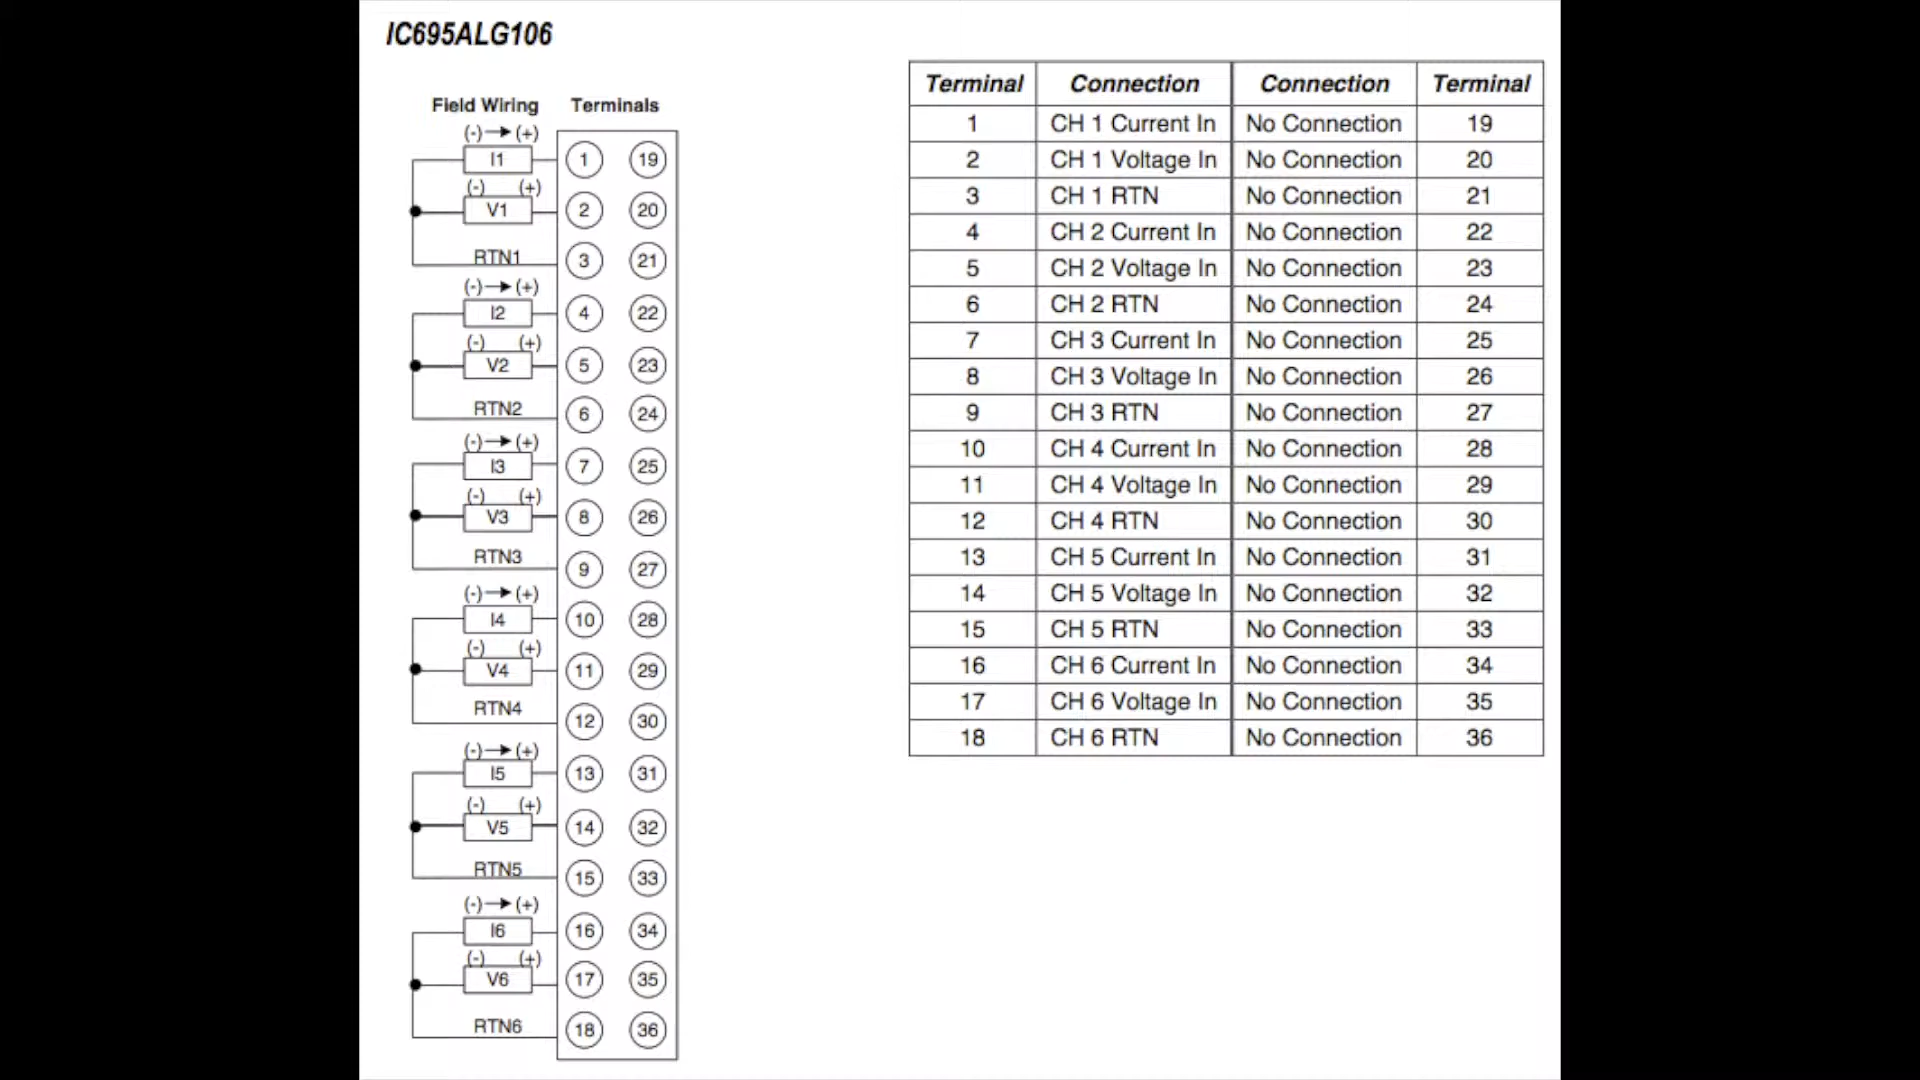 IC695ALG106
Field Wiring Terminals
(-) (+)
I1 1 19
(-) (+)
V1 2 20
RTN1 3 21
(-) (+)
I2 4 22
(-) (+)
V2 5 23
RTN2 6 24
(-) (+)
I3 7 25
(-) (+)
V3 8 26
RTN3 9 27
(-) (+)
I4 10 28
(-) (+)
V4 11 29
RTN4 12 30
(-) (+)
I5 13 31
(-) (+)
V5 14 32
RTN5 15 33
(-) (+)
I6 16 34
(-) (+)
V6 17 35
RTN6 18 36
Terminal Connection Connection Terminal
1 CH 1 Current In No Connection 19
2 CH 1 Voltage In No Connection 20
3 CH 1 RTN No Connection 21
4 CH 2 Current In No Connection 22
5 CH 2 Voltage In No Connection 23
6 CH 2 RTN No Connection 24
7 CH 3 Current In No Connection 25
8 CH 3 Voltage In No Connection 26
9 CH 3 RTN No Connection 27
10 CH 4 Current In No Connection 28
11 CH 4 Voltage In No Connection 29
12 CH 4 RTN No Connection 30
13 CH 5 Current In No Connection 31
14 CH 5 Voltage In No Connection 32
15 CH 5 RTN No Connection 33
16 CH 6 Current In No Connection 34
17 CH 6 Voltage In No Connection 35
18 CH 6 RTN No Connection 36